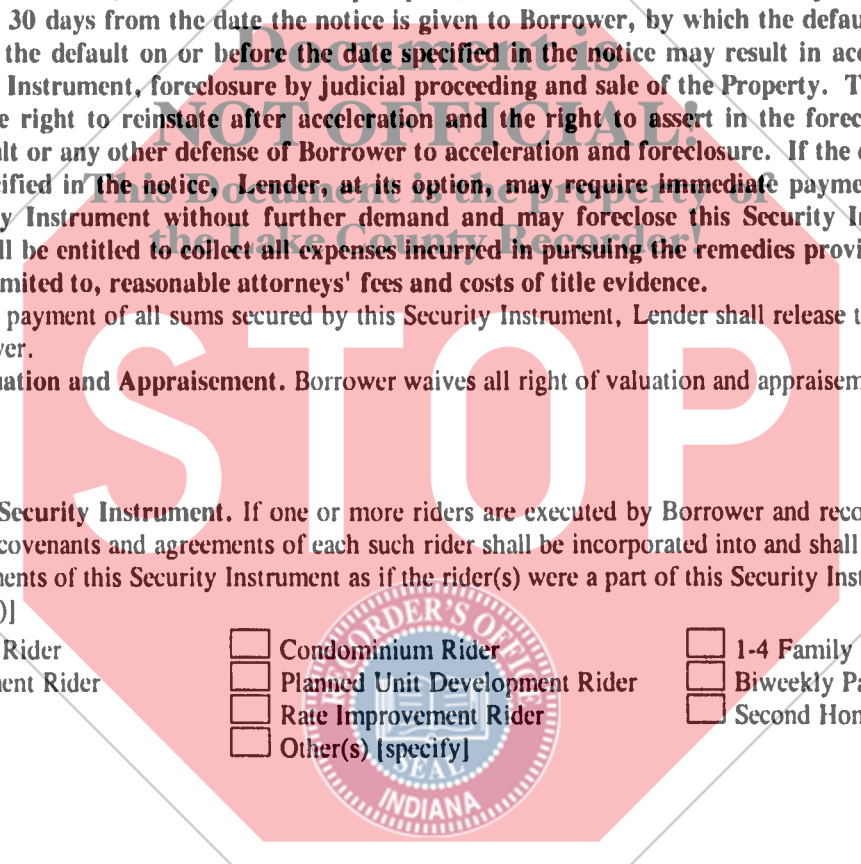 30 days from the date the notice is given to Borrower, by which the defau
the default on or before the date specified in the notice may result in acc
Instrument, foreclosure by judicial proceeding and sale of the Property. T
e right to reinstate after acceleration and the right to assert in the forec
ult or any other defense of Borrower to acceleration and foreclosure. If the
cified in the notice, Lender, at its option, may require immediate payme
y Instrument without further demand and may foreclose this Security I
ll be entitled to collect all expenses incurred in pursuing the remedies provi
mited to, reasonable attorneys' fees and costs of title evidence.
payment of all sums secured by this Security Instrument, Lender shall release t
ver.
uation and Appraisement. Borrower waives all right of valuation and appraisem
Security Instrument. If one or more riders are executed by Borrower and reco
covenants and agreements of each such rider shall be incorporated into and shall
ments of this Security Instrument as if the rider(s) were a part of this Security Inst
)]
Rider
Condominium Rider
1-4 Family
ment Rider
Planned Unit Development Rider
Biweekly Pa
Rate Improvement Rider
Second Hon
Other(s) [specify]
Document is
NOT OFFICIAL!
This Document is the property of
the Lake County Recorder!
STOP
RECORDER'S OFFICE
SEAL
INDIANA